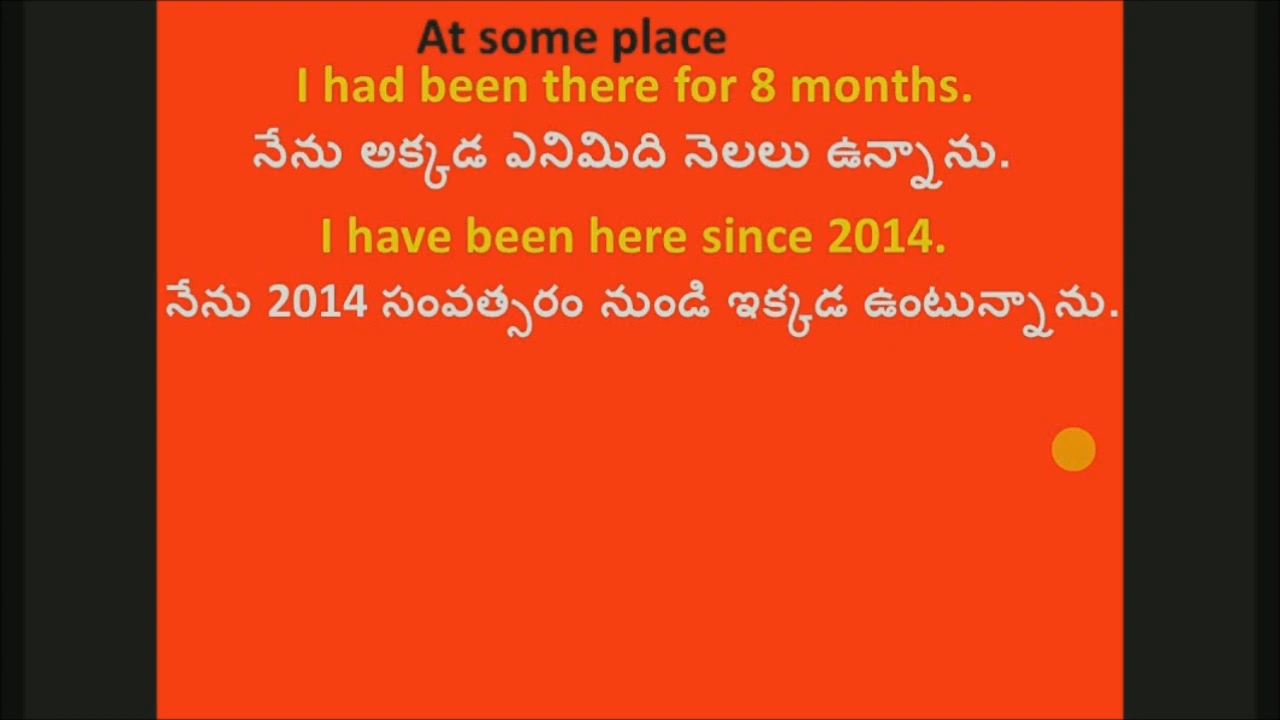 At some place
I had been there for 8 months.
నేను అక్కడ ఎనిమిది నెలలు ఉన్నాను.
I have been here since 2014.
నేను 2014 సంవత్సరం నుండి ఇక్కడ ఉంటున్నాను.